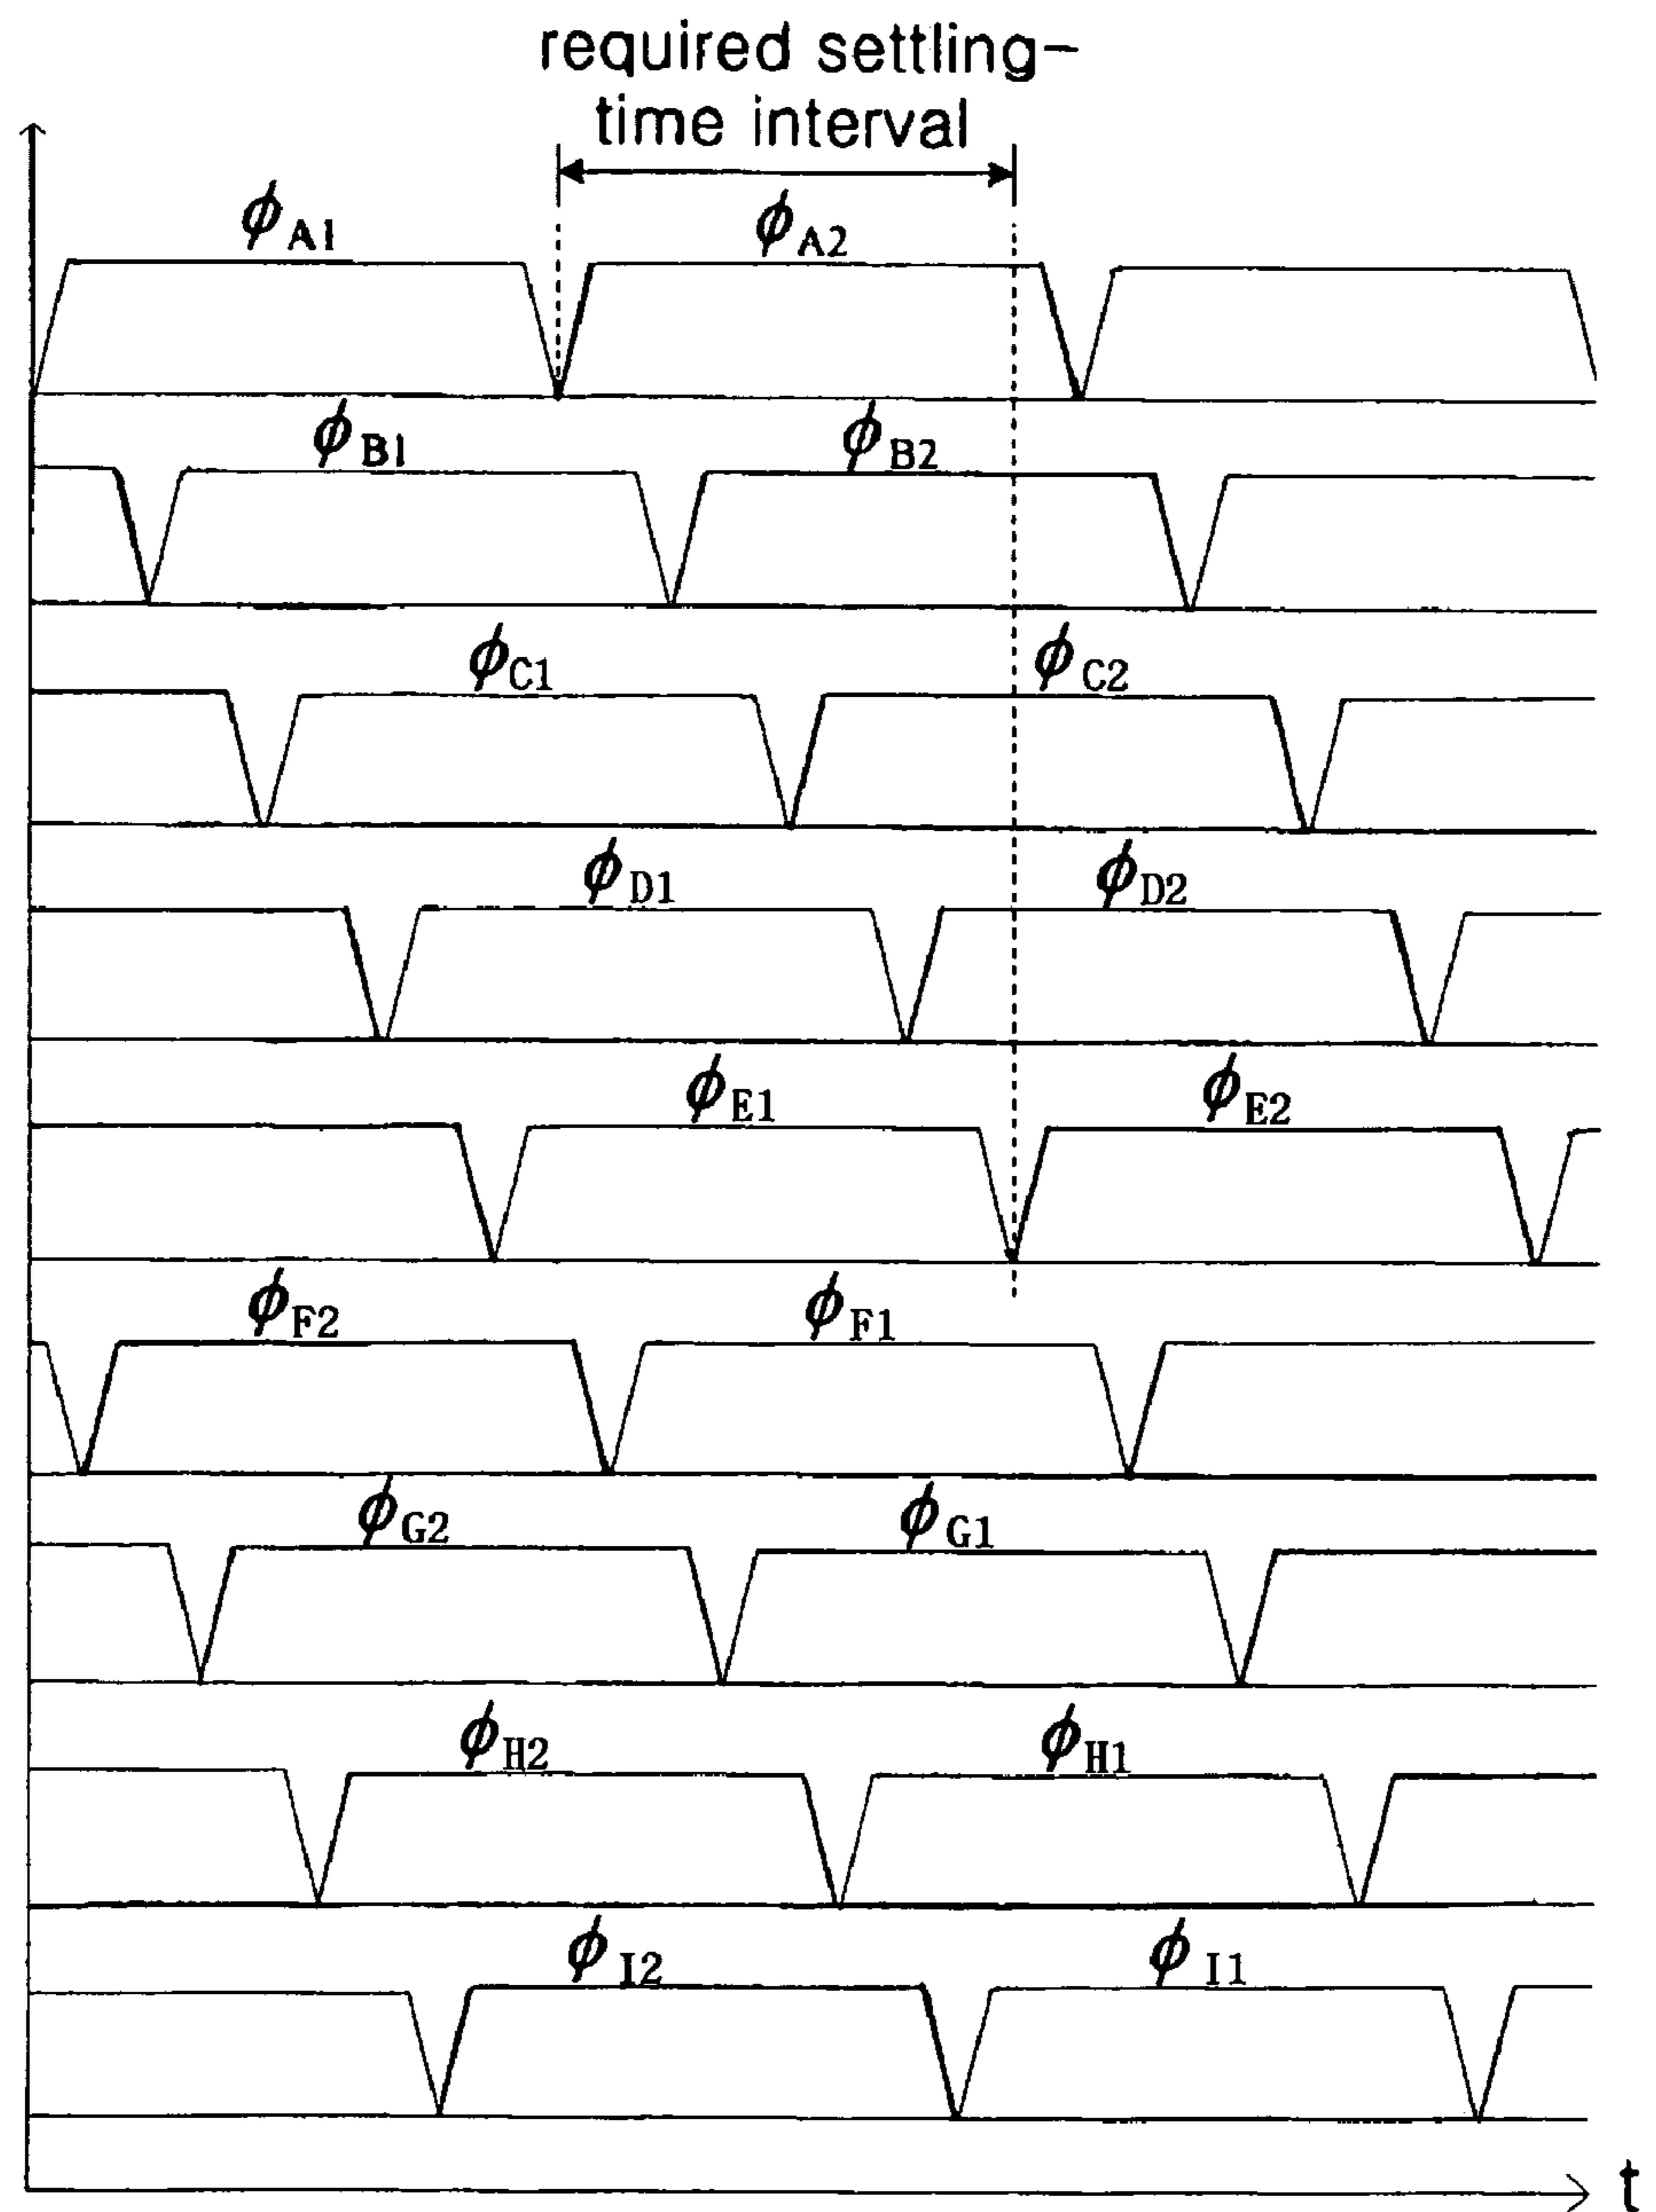 required settling-
time interval
ϕA1 ϕA2
ϕB1 ϕB2
ϕC1 ϕC2
ϕD1 ϕD2
ϕE1 ϕE2
ϕF2 ϕF1
ϕG2 ϕG1
ϕH2 ϕH1
ϕI2 ϕI1
t